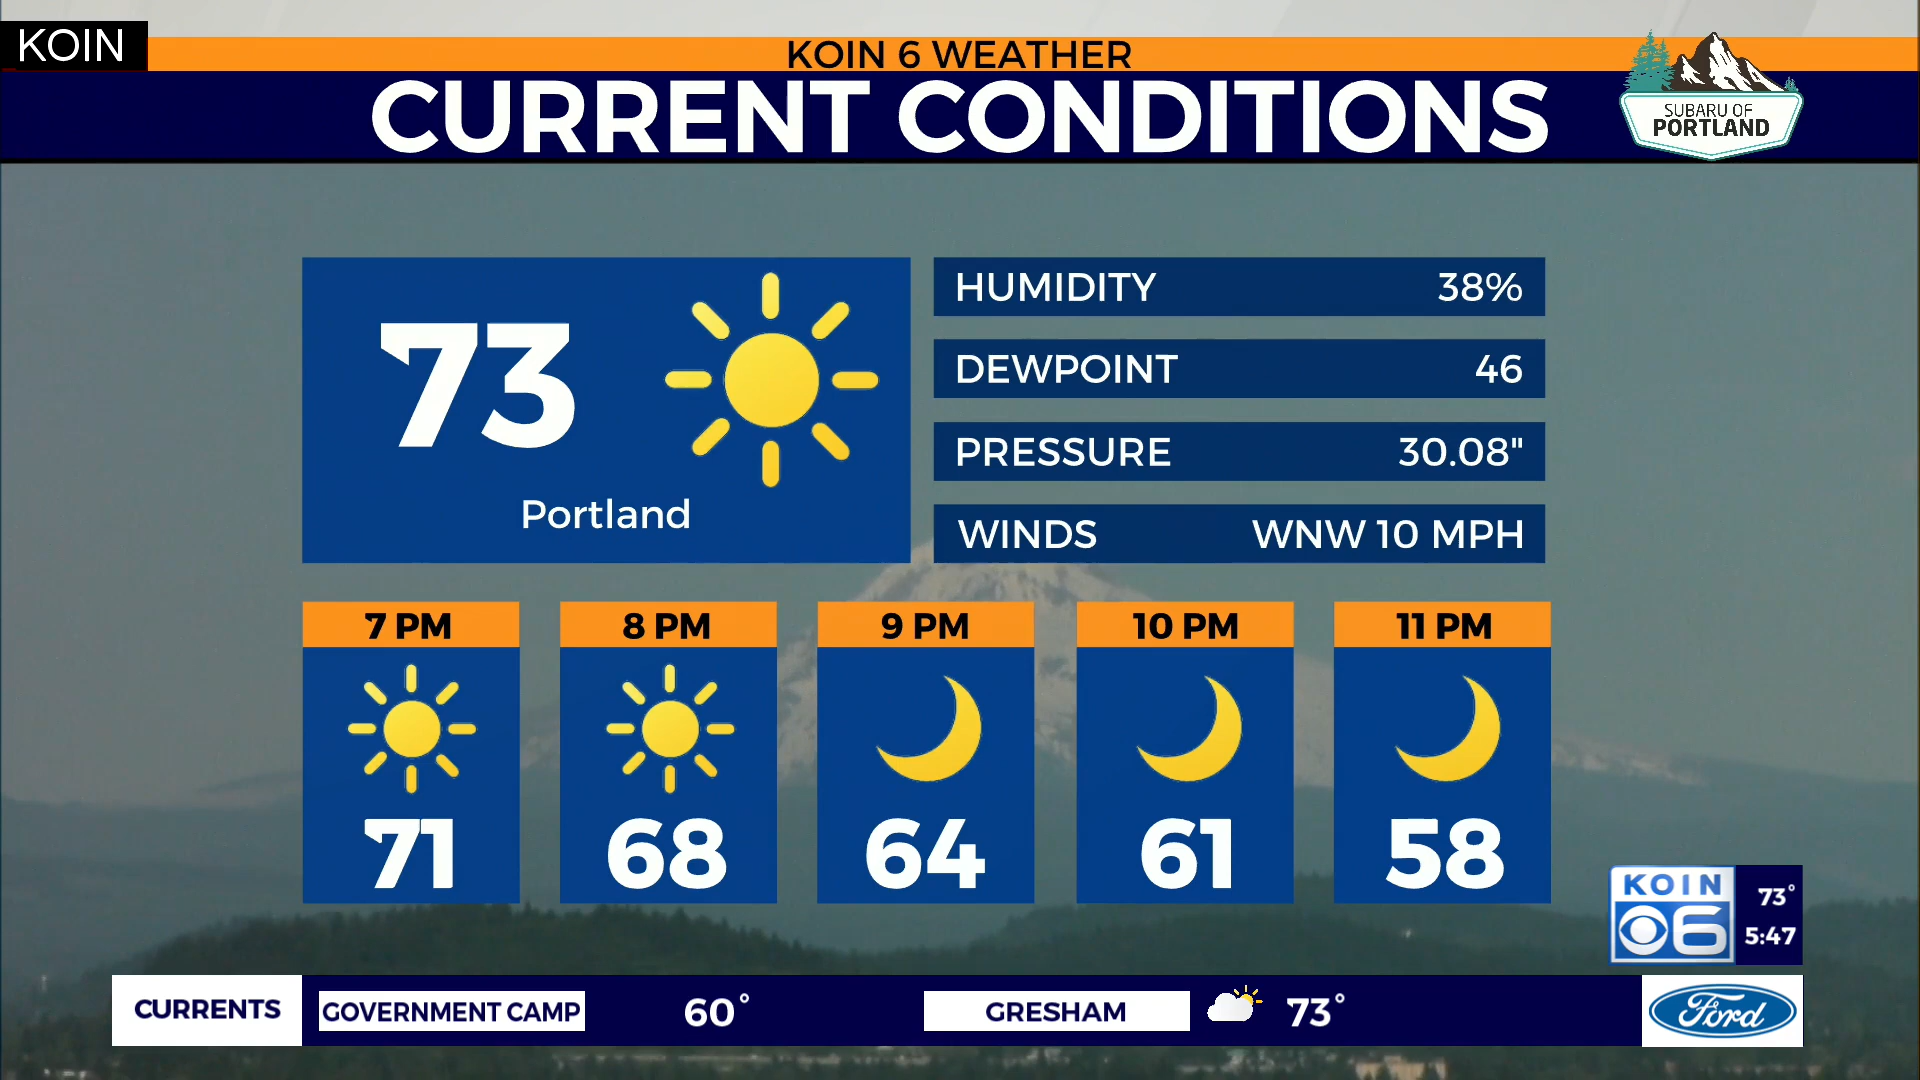 KOIN
KOIN 6 WEATHER
CURRENT CONDITIONS
SUBARU OF
PORTLAND
73
Portland
HUMIDITY 38%
DEWPOINT 46
PRESSURE 30.08"
WINDS WNW 10 MPH
7 PM 8 PM 9 PM 10 PM 11 PM
71 68 64 61 58
KOIN
6
73°
5:47
CURRENTS GOVERNMENT CAMP 60° GRESHAM 73°
Ford